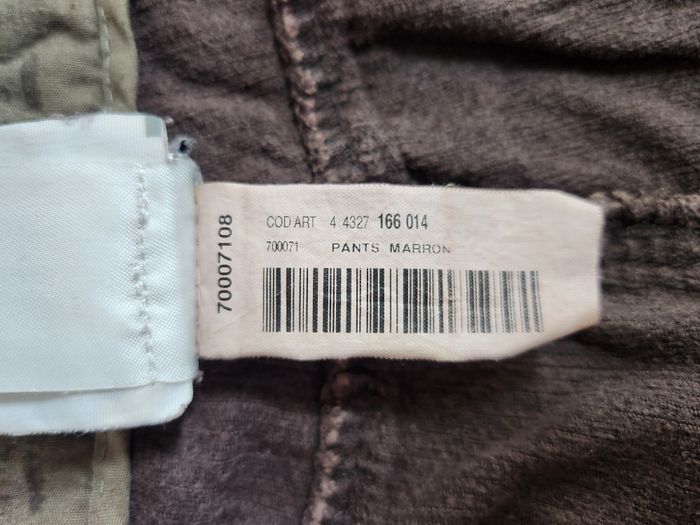 70007108
COD ART 4 4327 166 014
700071 PANTS MARRON